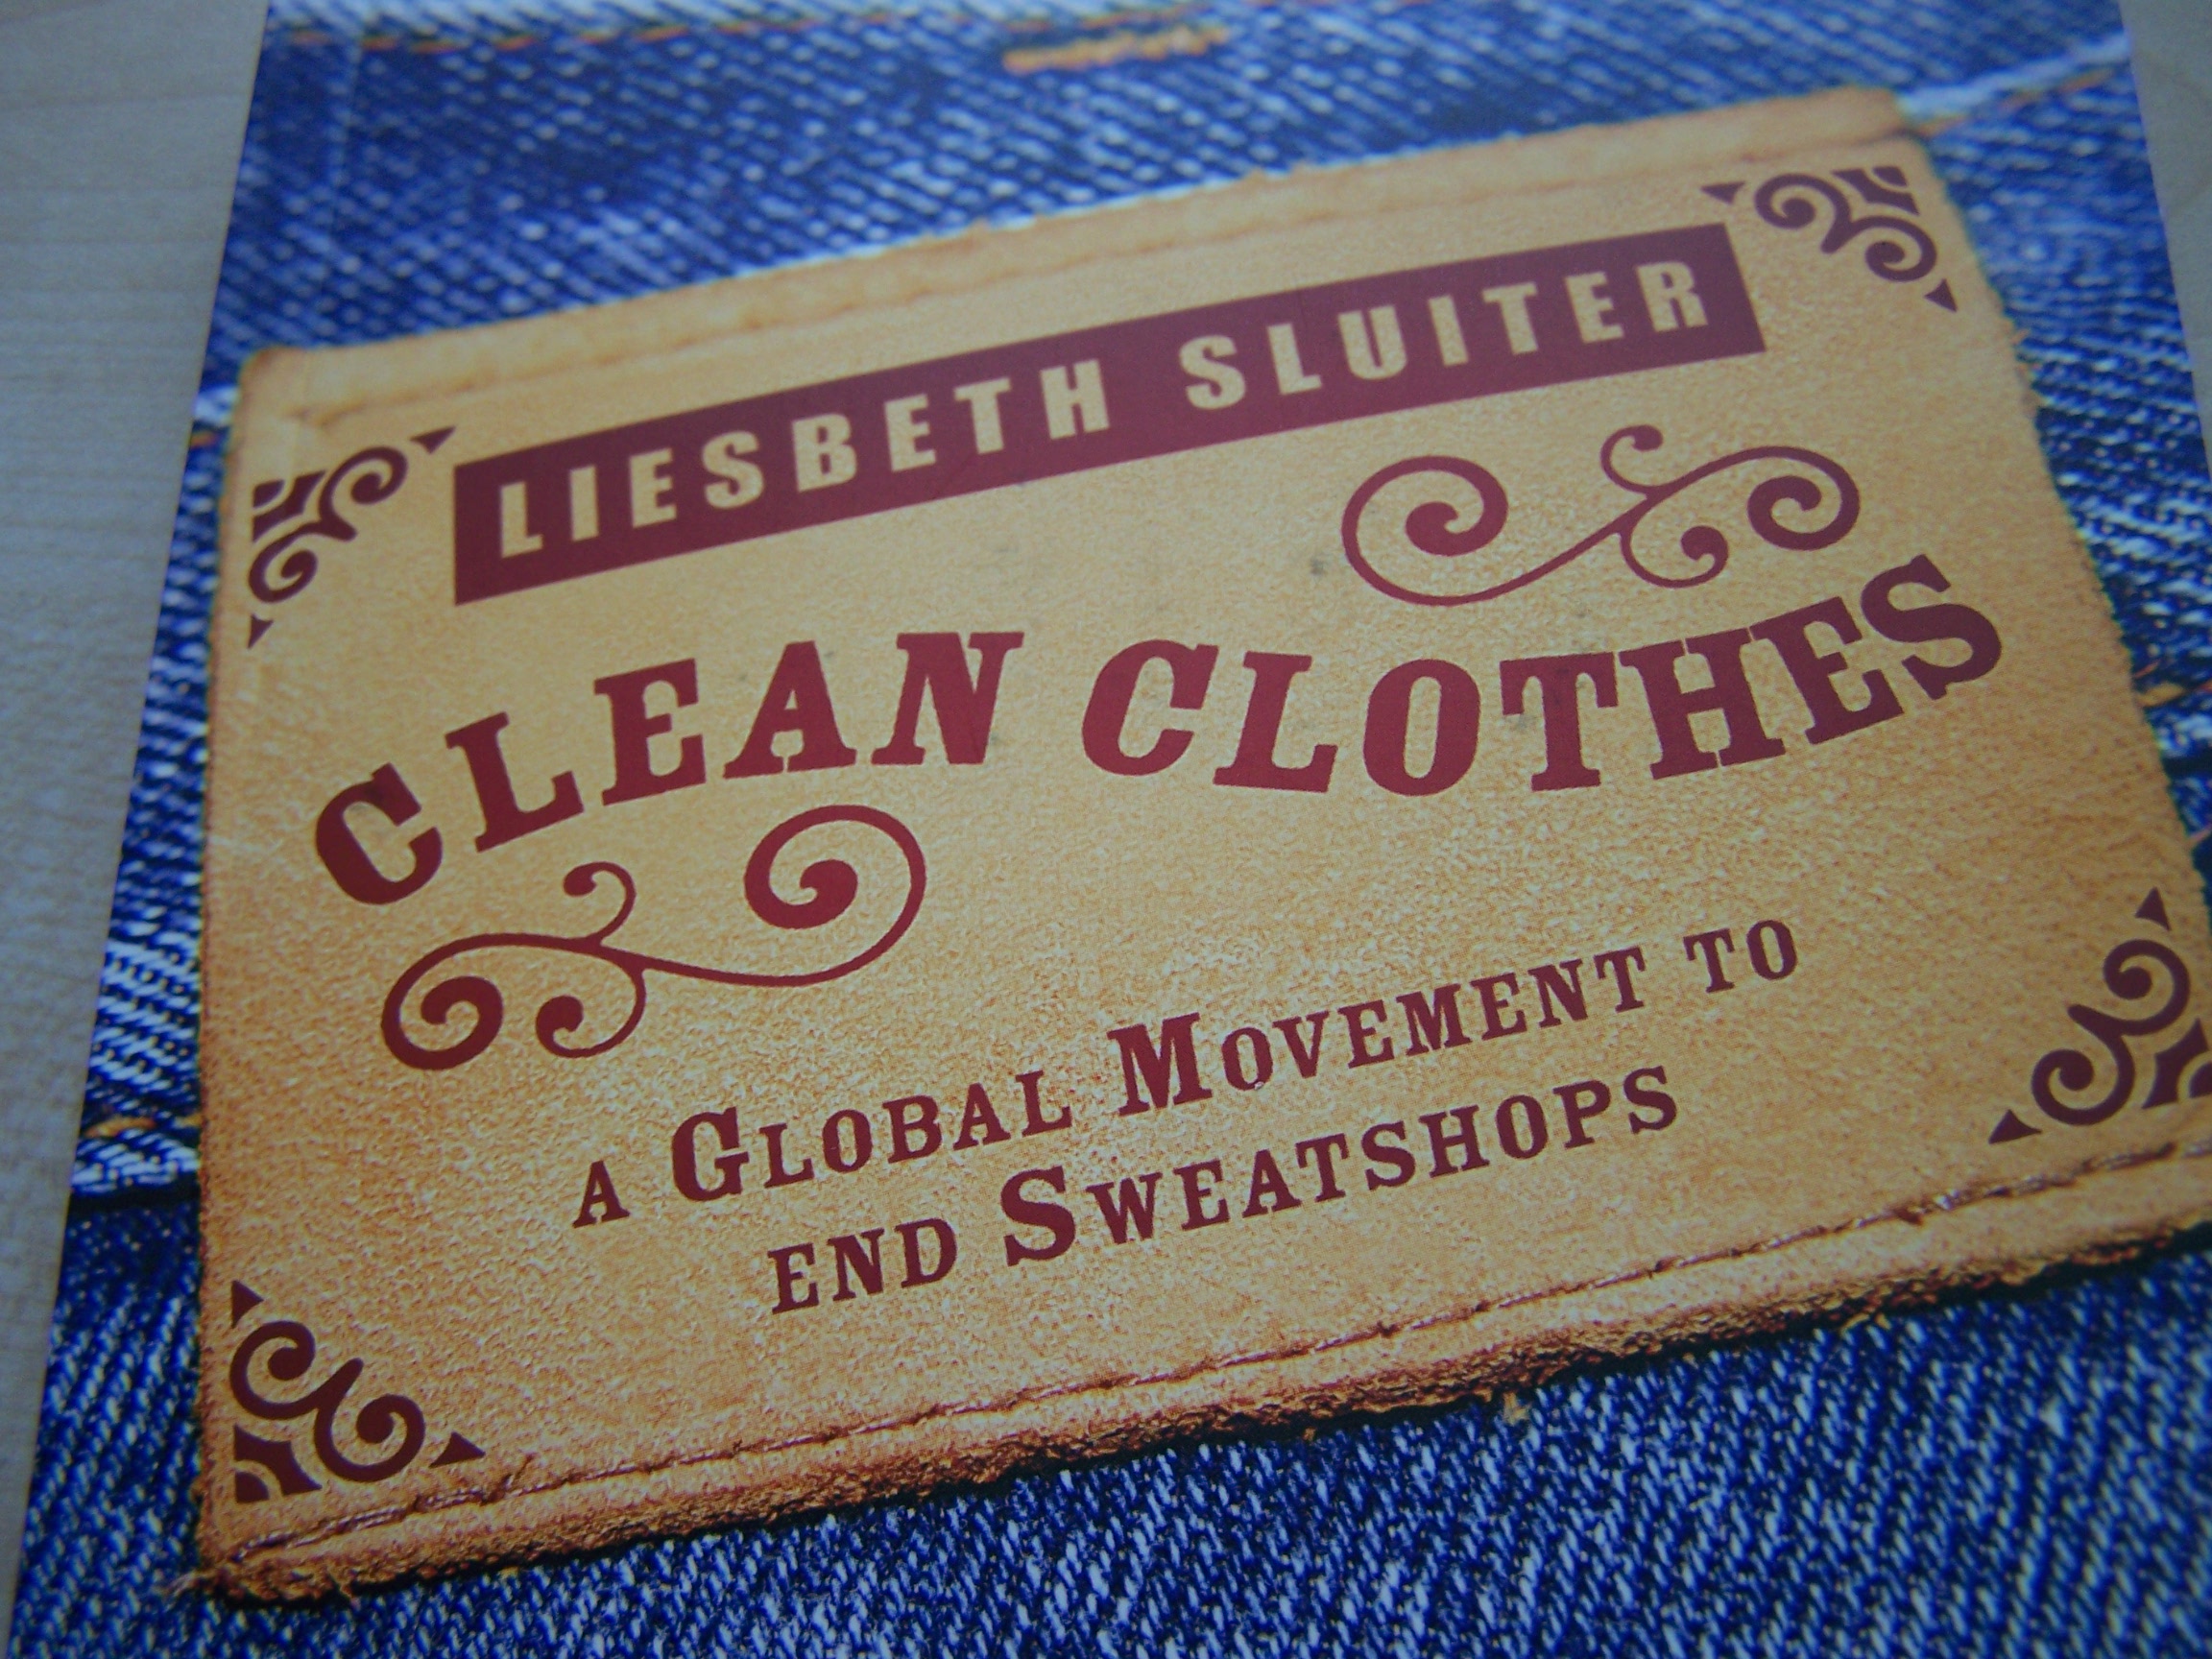 LIESBETH SLUITER
CLEAN CLOTHES
A GLOBAL MOVEMENT TO
END SWEATSHOPS